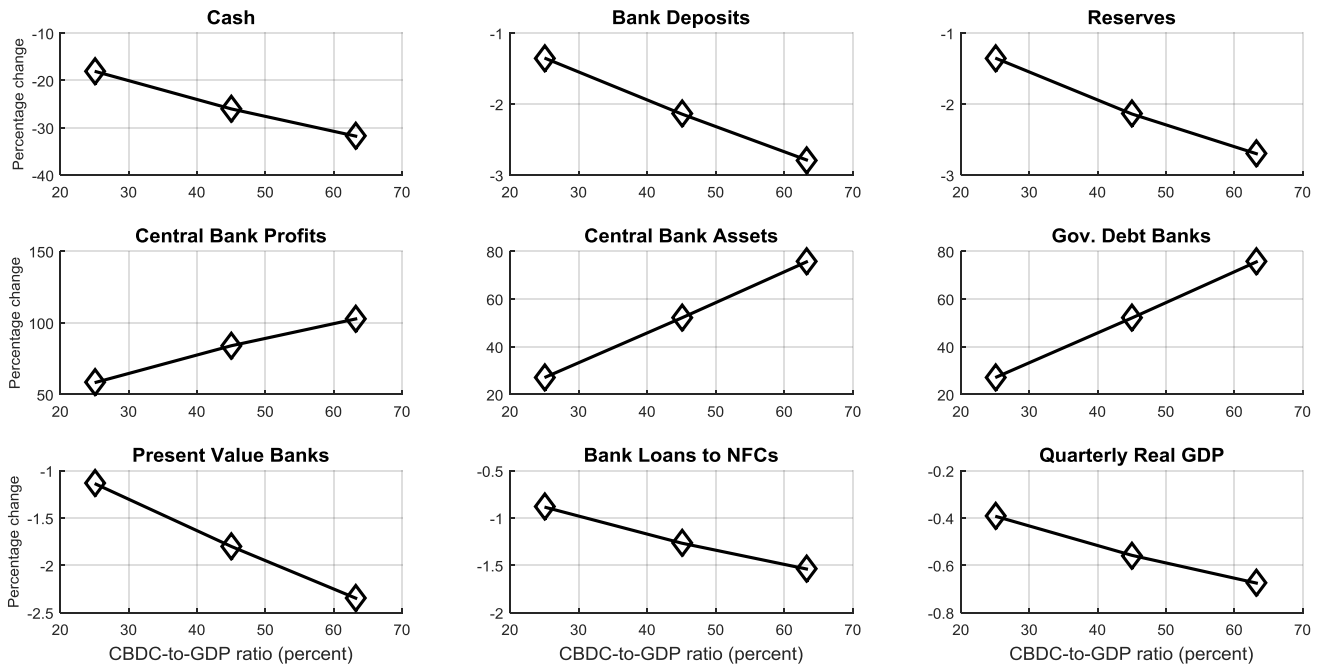 Cash
Bank Deposits
Reserves
Percentage change
-10
-20
-30
-40
20 30 40 50 60 70
-1
-2
-3
20 30 40 50 60 70
-1
-2
-3
20 30 40 50 60 70
Central Bank Profits
Central Bank Assets
Gov. Debt Banks
Percentage change
150
100
50
20 30 40 50 60 70
80
60
40
20
20 30 40 50 60 70
80
60
40
20
20 30 40 50 60 70
Present Value Banks
Bank Loans to NFCs
Quarterly Real GDP
Percentage change
-1
-1.5
-2
-2.5
20 30 40 50 60 70
-0.5
-1
-1.5
-2
20 30 40 50 60 70
-0.2
-0.4
-0.6
-0.8
20 30 40 50 60 70
CBDC-to-GDP ratio (percent)
CBDC-to-GDP ratio (percent)
CBDC-to-GDP ratio (percent)